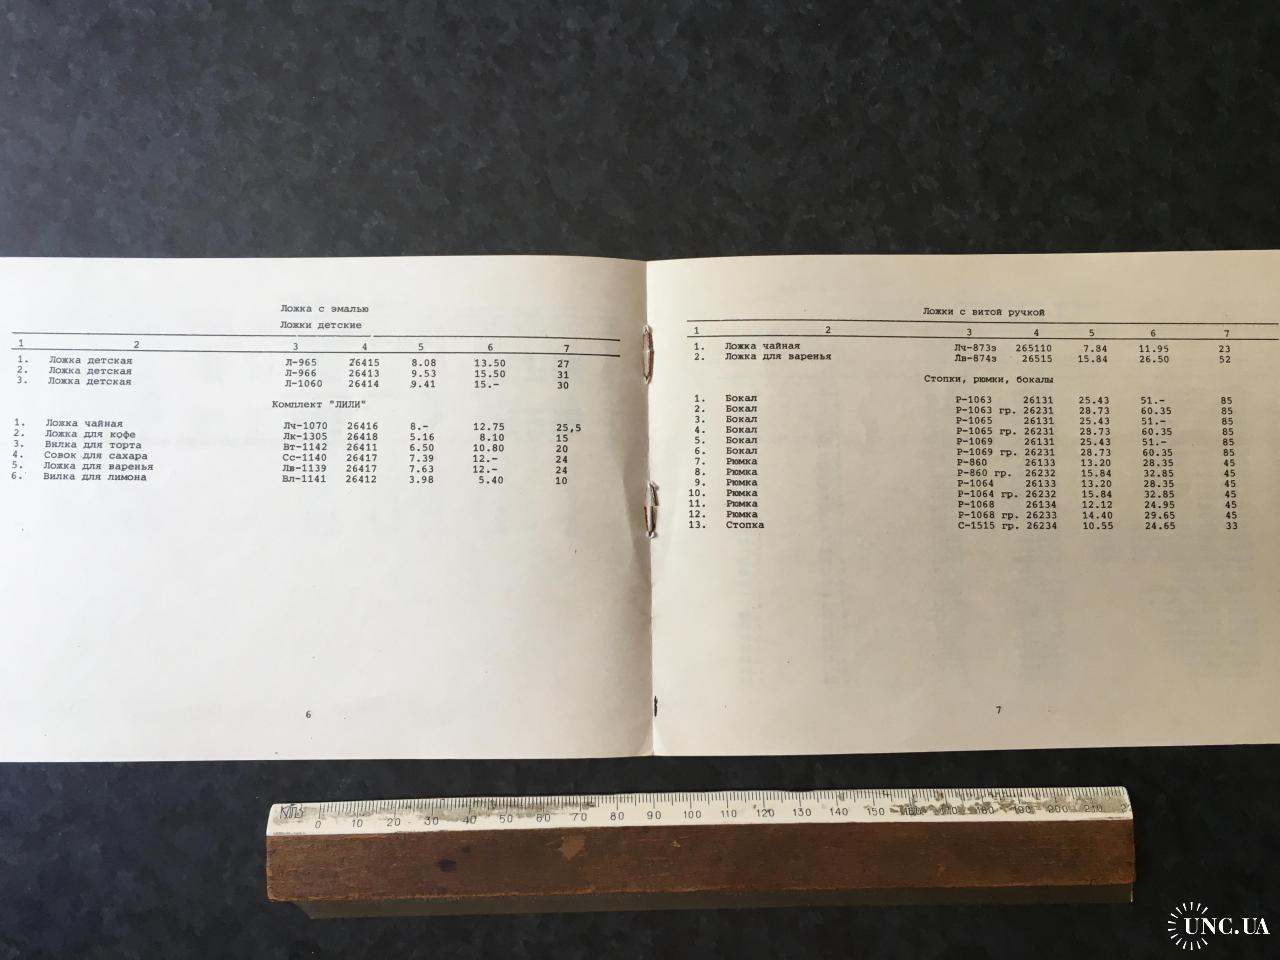 Ложка с эмалью
Ложки детские
1 2 3 4 5 6 7
1. Ложка детская Л-965 26415 8.08 13.50 27
2. Ложка детская Л-966 26413 9.53 15.50 31
3. Ложка детская Л-1060 26414 9.41 15.- 30
Комплект "ЛИЛИ"
1. Ложка чайная Лч-1070 26416 8.- 12.75 25,5
2. Ложка для кофе Лк-1305 26418 5.16 8.10 15
3. Вилка для торта Вт-1142 26411 6.50 10.80 20
4. Совок для сахара Сс-1140 26417 7.39 12.- 24
5. Ложка для варенья Лв-1139 26417 7.63 12.- 24
6. Вилка для лимона Вл-1141 26412 3.98 5.40 10
6
Ложки с витой ручкой
1 2 3 4 5 6 7
1. Ложка чайная Лч-873э 265110 7.84 11.95 23
2. Ложка для варенья Лв-874э 26515 15.84 26.50 52
Стопки, рюмки, бокалы
1. Бокал Р-1063 26131 25.43 51.- 85
2. Бокал Р-1063 гр. 26231 28.73 60.35 85
3. Бокал Р-1065 26131 25.43 51.- 85
4. Бокал Р-1065 гр. 26231 28.73 60.35 85
5. Бокал Р-1069 26131 25.43 51.- 85
6. Бокал Р-1069 гр. 26231 28.73 60.35 85
7. Рюмка Р-860 26133 13.20 28.35 45
8. Рюмка Р-860 гр. 26232 15.84 32.85 45
9. Рюмка Р-1064 26133 13.20 28.35 45
10. Рюмка Р-1064 гр. 26232 15.84 32.85 45
11. Рюмка Р-1068 26134 12.12 24.95 45
12. Рюмка Р-1068 гр. 26233 14.40 29.65 45
13. Стопка С-1515 гр. 26234 10.55 24.65 33
7
0 10 20 30 40 50 60 70 80 90 100 110 120 130 140 150 160 170 180 190 200 210
UNC.UA